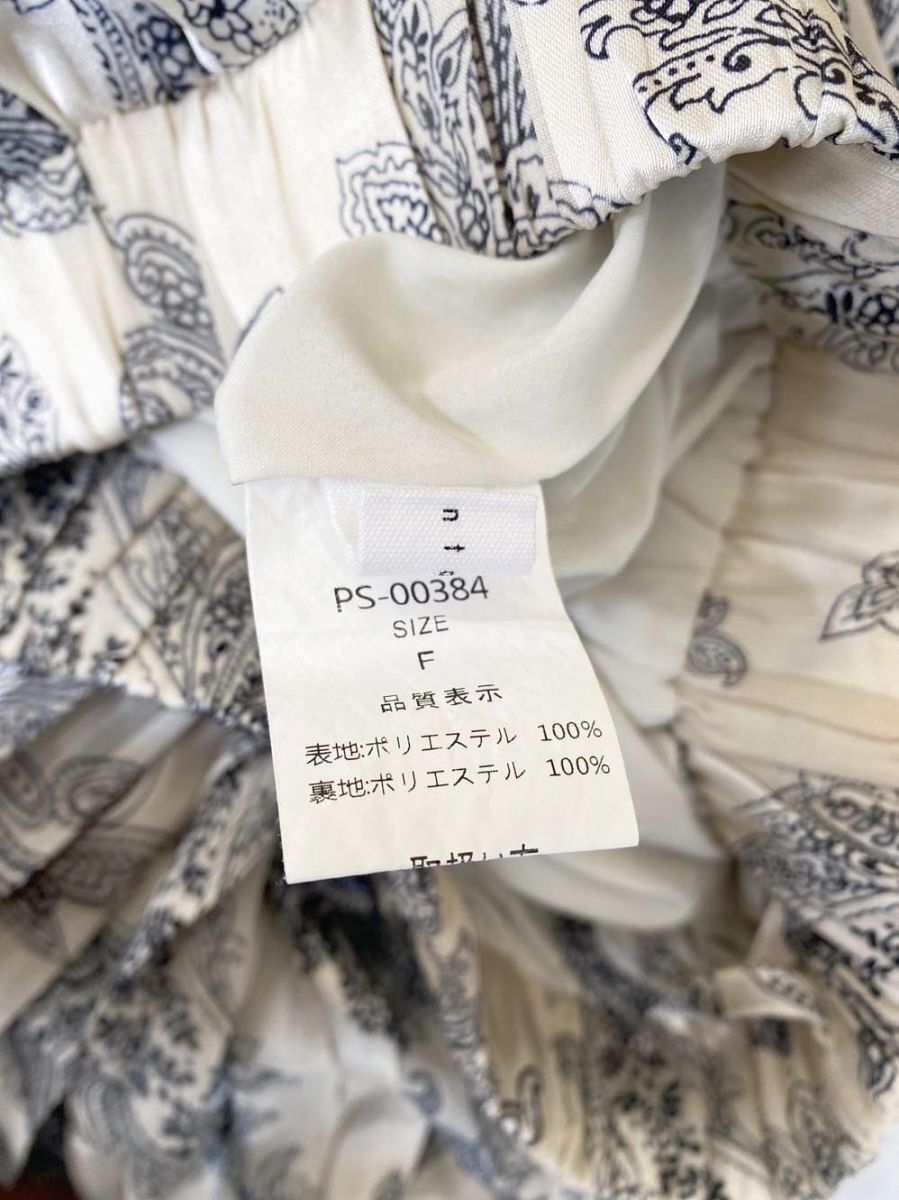 PS-00384
SIZE
F
品質表示
表地:ポリエステル 100%
裏地:ポリエステル 100%